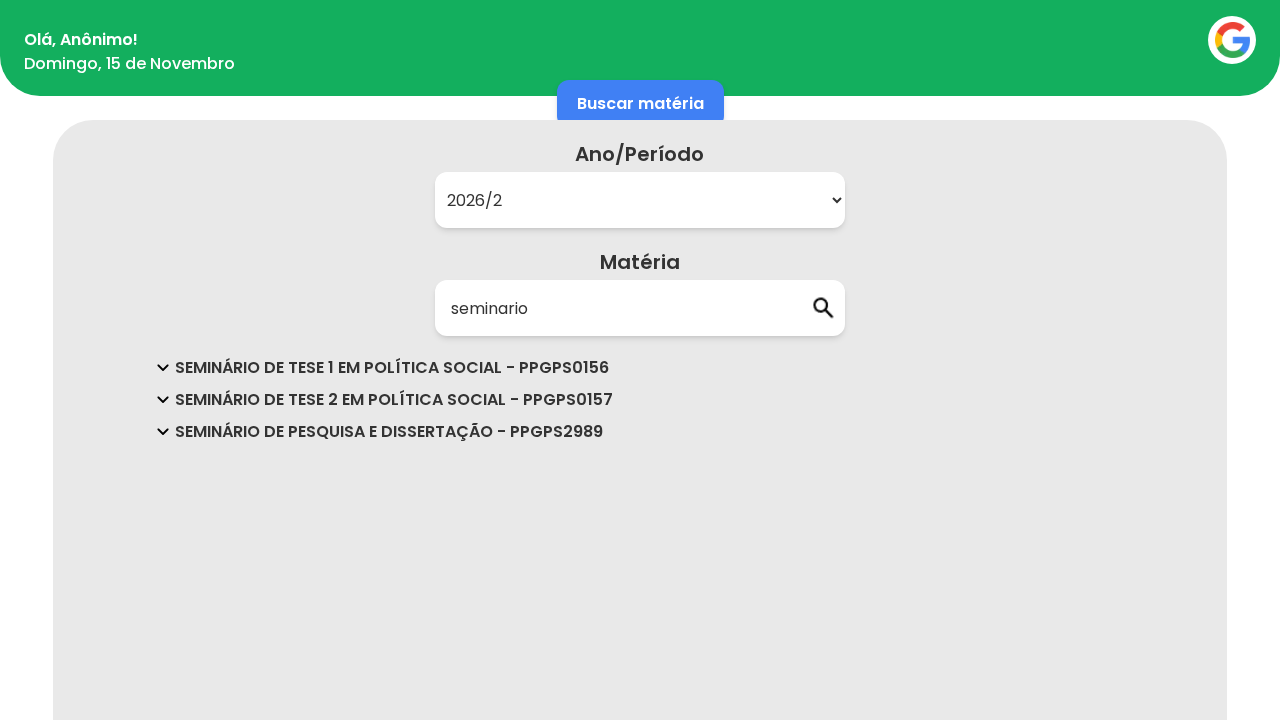 Olá, Anônimo!
Domingo, 15 de Novembro
Buscar matéria
Ano/Período
2026/2
Matéria
seminario
SEMINÁRIO DE TESE 1 EM POLÍTICA SOCIAL - PPGPS0156
SEMINÁRIO DE TESE 2 EM POLÍTICA SOCIAL - PPGPS0157
SEMINÁRIO DE PESQUISA E DISSERTAÇÃO - PPGPS2989